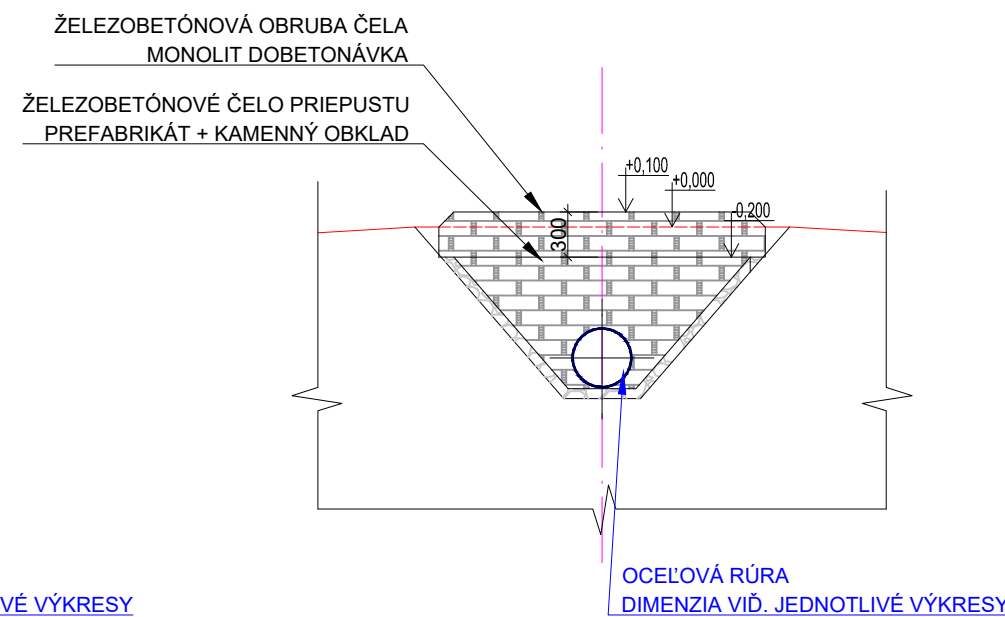 ŽELEZOBETÓNOVÁ OBRUBA ČELA
MONOLIT DOBETONÁVKA
ŽELEZOBETÓNOVÉ ČELO PRIEPUSTU
PREFABRIKÁT + KAMENNÝ OBKLAD
+0,100
+0,000
-0,200
300
OCEĽOVÁ RÚRA
DIMENZIA VIĎ. JEDNOTLIVÉ VÝKRESY
VÉ VÝKRESY